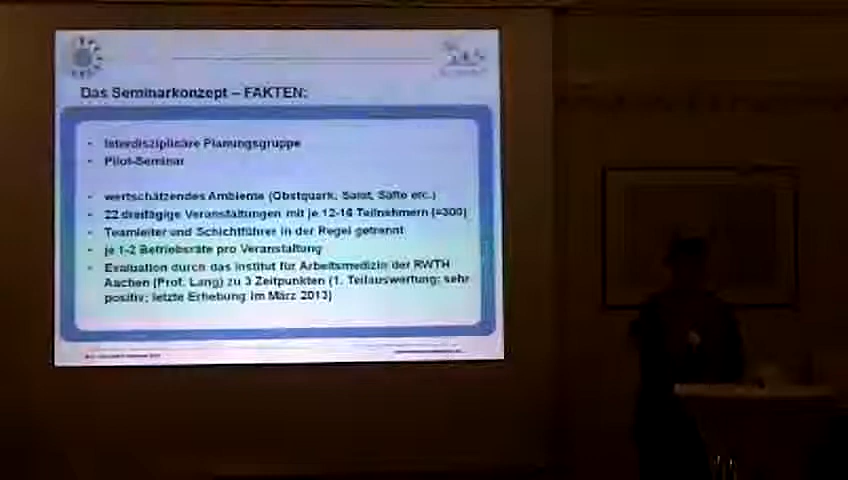 Das Seminarkonzept – FAKTEN:
• Interdisziplinäre Planungsgruppe
• Pilot-Seminar
• wertschätzendes Ambiente (Obstquark, Salat, Säfte etc.)
• 22 dreitägige Veranstaltungen mit je 12-16 Teilnehmern (=300)
• Teamleiter und Schichtführer in der Regel getrennt
• je 1-2 Betriebsräte pro Veranstaltung
• Evaluation durch das Institut für Arbeitsmedizin der RWTH
Aachen (Prof. Lang) zu 3 Zeitpunkten (1. Teilauswertung: sehr
positiv; letzte Erhebung im März 2013)